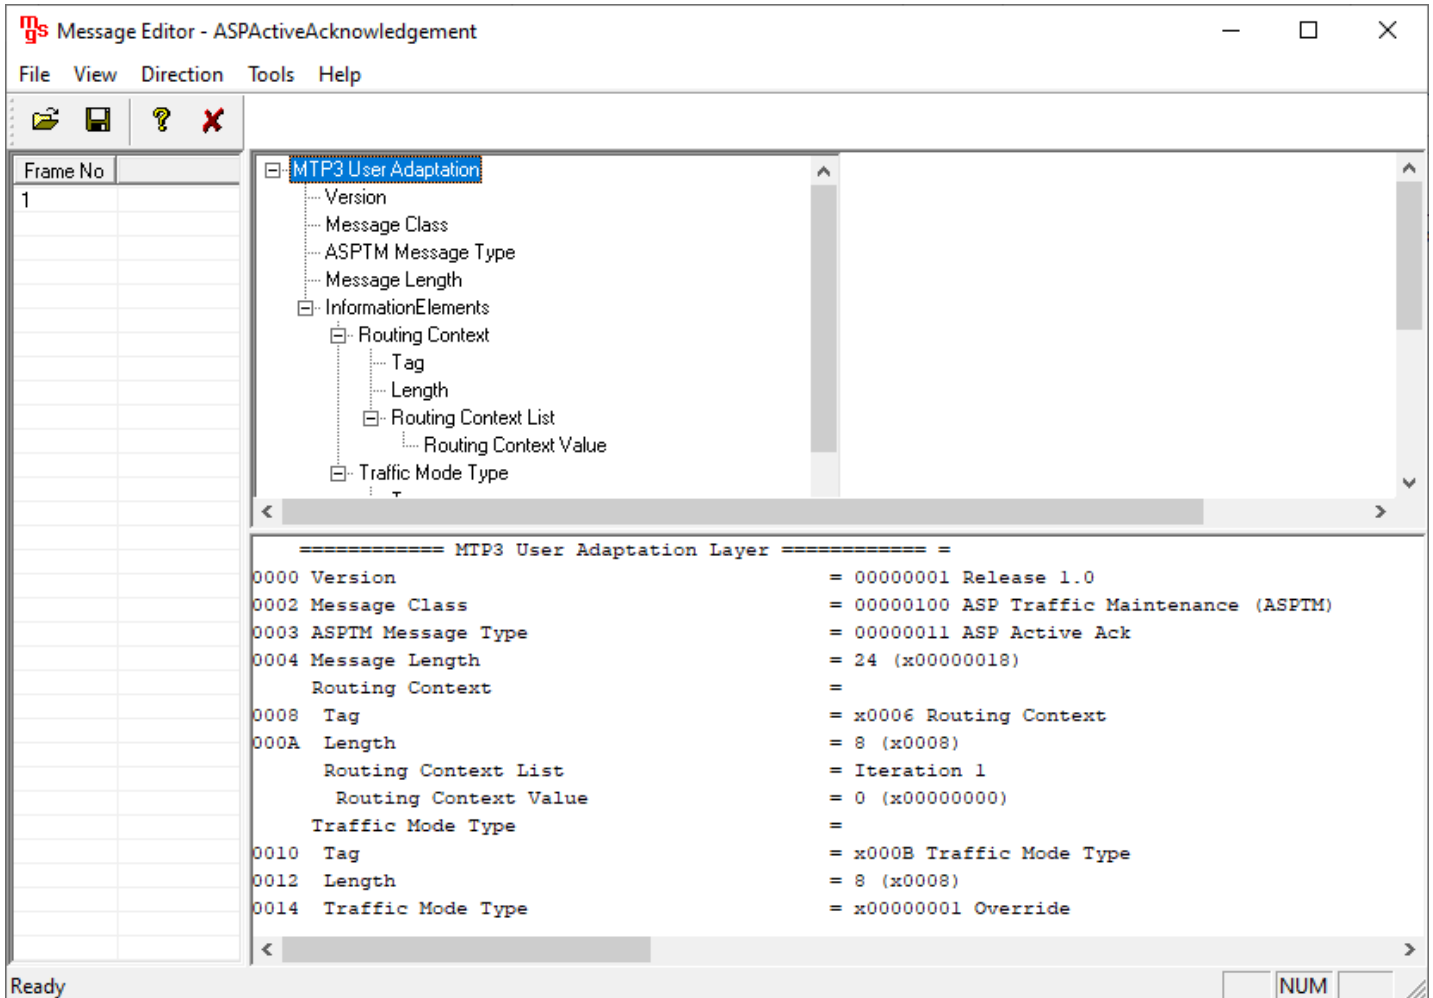 mgs Message Editor - ASPActiveAcknowledgement
File View Direction Tools Help
Frame No
1
MTP3 User Adaptation
Version
Message Class
ASPTM Message Type
Message Length
InformationElements
Routing Context
Tag
Length
Routing Context List
Routing Context Value
Traffic Mode Type
============ MTP3 User Adaptation Layer ============ =
0000 Version = 00000001 Release 1.0
0002 Message Class = 00000100 ASP Traffic Maintenance (ASPTM)
0003 ASPTM Message Type = 00000011 ASP Active Ack
0004 Message Length = 24 (x00000018)
Routing Context =
0008 Tag = x0006 Routing Context
000A Length = 8 (x0008)
Routing Context List = Iteration 1
Routing Context Value = 0 (x00000000)
Traffic Mode Type =
0010 Tag = x000B Traffic Mode Type
0012 Length = 8 (x0008)
0014 Traffic Mode Type = x00000001 Override
Ready NUM